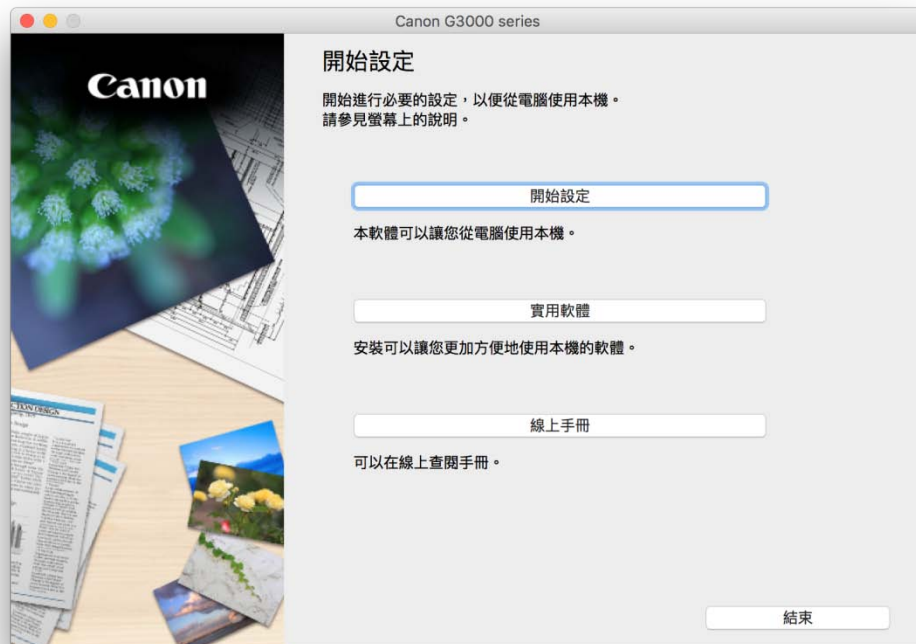 Canon G3000 series
Canon
開始設定
開始進行必要的設定，以便從電腦使用本機。
請參見螢幕上的說明。
開始設定
本軟體可以讓您從電腦使用本機。
實用軟體
安裝可以讓您更加方便地使用本機的軟體。
線上手冊
可以在線上查閱手冊。
結束